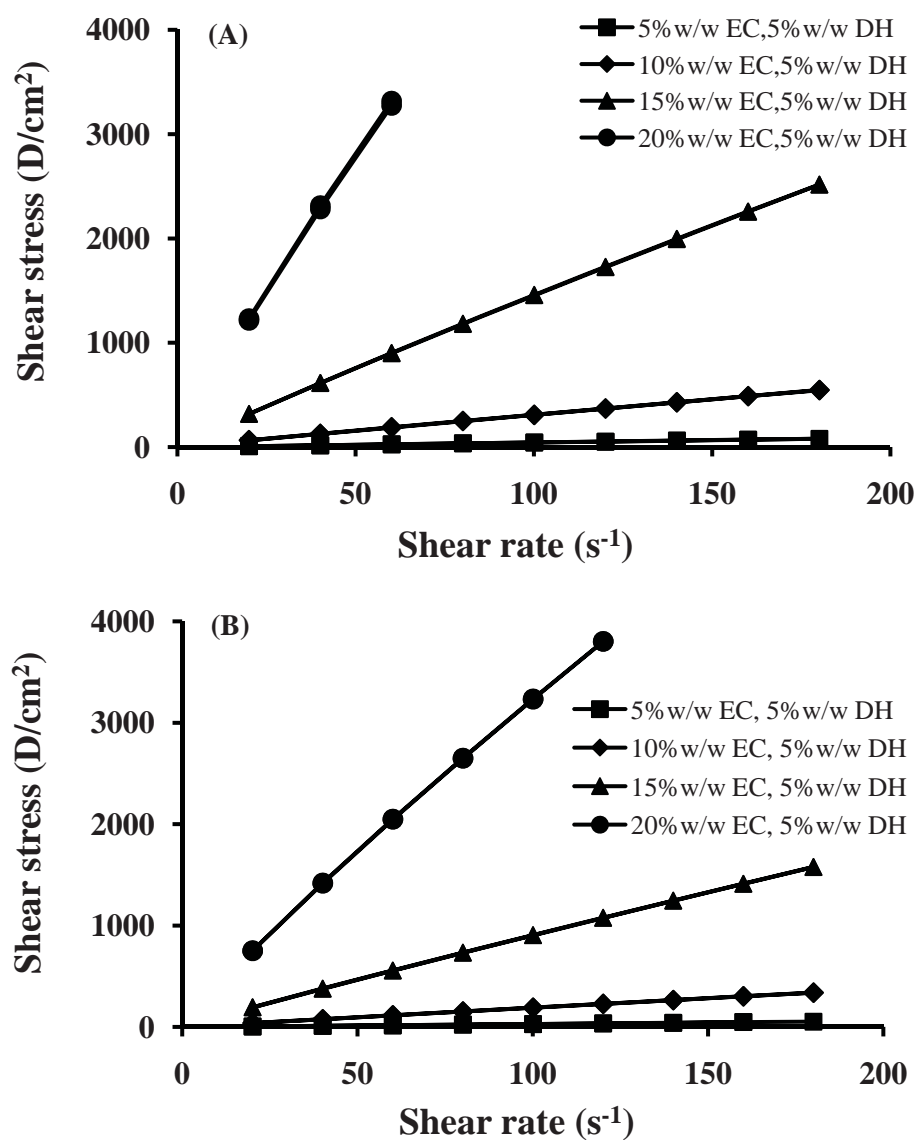 (A)
5%w/w EC,5%w/w DH
10%w/w EC,5%w/w DH
15%w/w EC,5%w/w DH
20%w/w EC,5%w/w DH
4000
3000
2000
1000
0
Shear stress (D/cm²)
0 50 100 150 200
Shear rate (s⁻¹)
(B)
5%w/w EC, 5%w/w DH
10%w/w EC, 5%w/w DH
15%w/w EC, 5%w/w DH
20%w/w EC, 5%w/w DH
4000
3000
2000
1000
0
Shear stress (D/cm²)
0 50 100 150 200
Shear rate (s⁻¹)